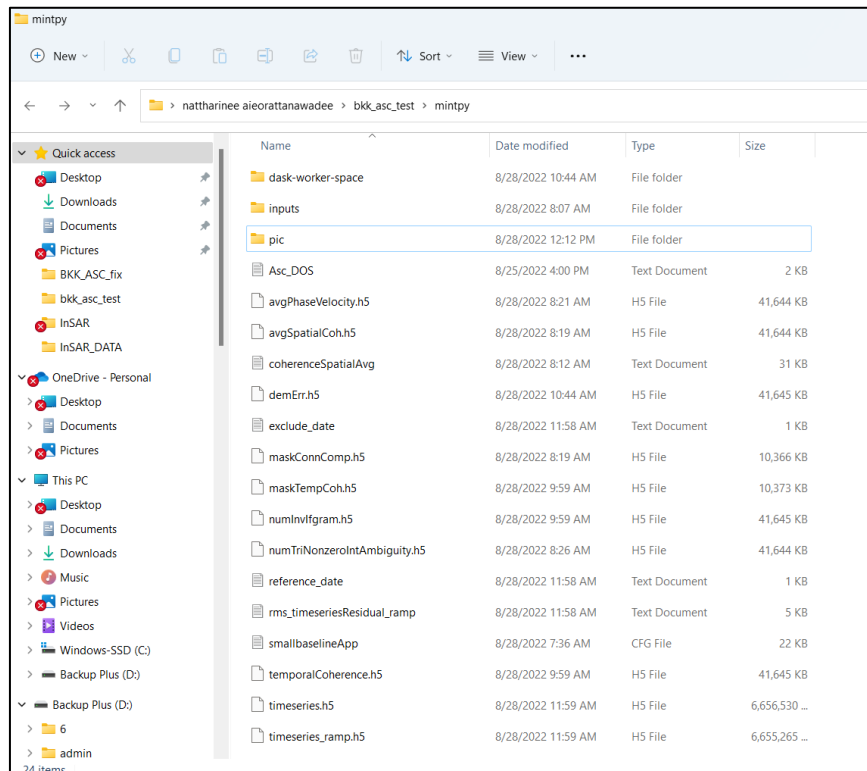 mintpy
New
Sort
View
nattharinee aieorattanawadee > bkk_asc_test > mintpy
Quick access
Desktop
Downloads
Documents
Pictures
BKK_ASC_fix
bkk_asc_test
InSAR
InSAR_DATA
OneDrive - Personal
Desktop
Documents
Pictures
This PC
Desktop
Documents
Downloads
Music
Pictures
Videos
Windows-SSD (C:)
Backup Plus (D:)
Backup Plus (D:)
6
admin
24 items
Name Date modified Type Size
dask-worker-space 8/28/2022 10:44 AM File folder
inputs 8/28/2022 8:07 AM File folder
pic 8/28/2022 12:12 PM File folder
Asc_DOS 8/25/2022 4:00 PM Text Document 2 KB
avgPhaseVelocity.h5 8/28/2022 8:21 AM H5 File 41,644 KB
avgSpatialCoh.h5 8/28/2022 8:19 AM H5 File 41,644 KB
coherenceSpatialAvg 8/28/2022 8:12 AM Text Document 31 KB
demErr.h5 8/28/2022 10:44 AM H5 File 41,645 KB
exclude_date 8/28/2022 11:58 AM Text Document 1 KB
maskConnComp.h5 8/28/2022 8:19 AM H5 File 10,366 KB
maskTempCoh.h5 8/28/2022 9:59 AM H5 File 10,373 KB
numInvIfgram.h5 8/28/2022 9:59 AM H5 File 41,645 KB
numTriNonzeroIntAmbiguity.h5 8/28/2022 8:26 AM H5 File 41,644 KB
reference_date 8/28/2022 11:58 AM Text Document 1 KB
rms_timeseriesResidual_ramp 8/28/2022 11:58 AM Text Document 5 KB
smallbaselineApp 8/28/2022 7:36 AM CFG File 22 KB
temporalCoherence.h5 8/28/2022 9:59 AM H5 File 41,645 KB
timeseries.h5 8/28/2022 11:59 AM H5 File 6,656,530 ...
timeseries_ramp.h5 8/28/2022 11:59 AM H5 File 6,655,265 ...